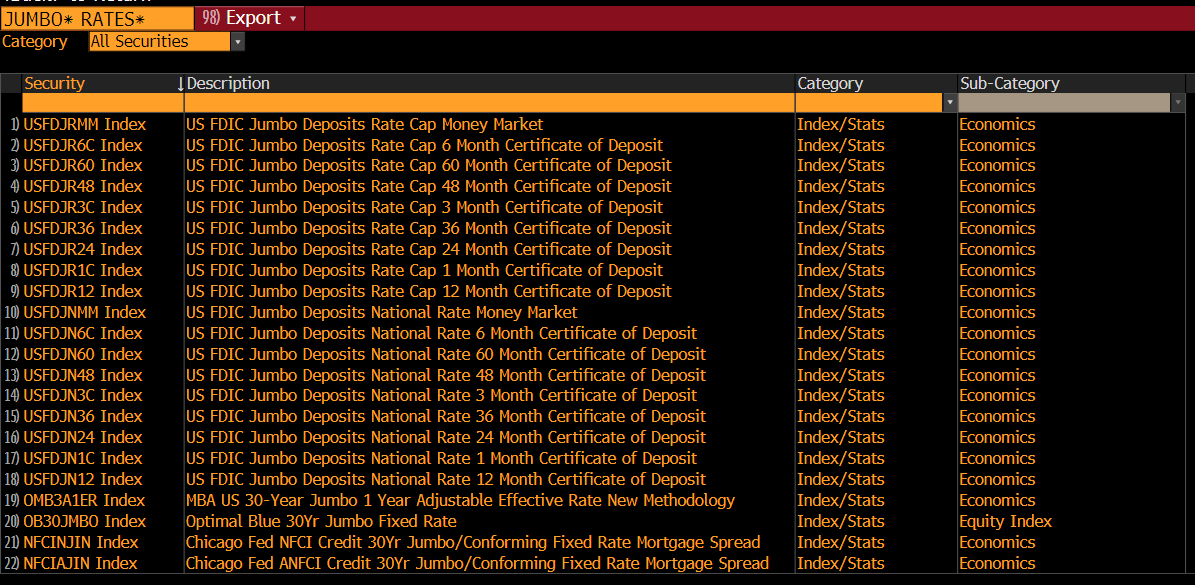 JUMBO* RATES* 98) Export
Category All Securities
Security ↓ Description Category Sub-Category
1) USFDJRMM Index US FDIC Jumbo Deposits Rate Cap Money Market Index/Stats Economics
2) USFDJR6C Index US FDIC Jumbo Deposits Rate Cap 6 Month Certificate of Deposit Index/Stats Economics
3) USFDJR60 Index US FDIC Jumbo Deposits Rate Cap 60 Month Certificate of Deposit Index/Stats Economics
4) USFDJR48 Index US FDIC Jumbo Deposits Rate Cap 48 Month Certificate of Deposit Index/Stats Economics
5) USFDJR3C Index US FDIC Jumbo Deposits Rate Cap 3 Month Certificate of Deposit Index/Stats Economics
6) USFDJR36 Index US FDIC Jumbo Deposits Rate Cap 36 Month Certificate of Deposit Index/Stats Economics
7) USFDJR24 Index US FDIC Jumbo Deposits Rate Cap 24 Month Certificate of Deposit Index/Stats Economics
8) USFDJR1C Index US FDIC Jumbo Deposits Rate Cap 1 Month Certificate of Deposit Index/Stats Economics
9) USFDJR12 Index US FDIC Jumbo Deposits Rate Cap 12 Month Certificate of Deposit Index/Stats Economics
10) USFDJNMM Index US FDIC Jumbo Deposits National Rate Money Market Index/Stats Economics
11) USFDJN6C Index US FDIC Jumbo Deposits National Rate 6 Month Certificate of Deposit Index/Stats Economics
12) USFDJN60 Index US FDIC Jumbo Deposits National Rate 60 Month Certificate of Deposit Index/Stats Economics
13) USFDJN48 Index US FDIC Jumbo Deposits National Rate 48 Month Certificate of Deposit Index/Stats Economics
14) USFDJN3C Index US FDIC Jumbo Deposits National Rate 3 Month Certificate of Deposit Index/Stats Economics
15) USFDJN36 Index US FDIC Jumbo Deposits National Rate 36 Month Certificate of Deposit Index/Stats Economics
16) USFDJN24 Index US FDIC Jumbo Deposits National Rate 24 Month Certificate of Deposit Index/Stats Economics
17) USFDJN1C Index US FDIC Jumbo Deposits National Rate 1 Month Certificate of Deposit Index/Stats Economics
18) USFDJN12 Index US FDIC Jumbo Deposits National Rate 12 Month Certificate of Deposit Index/Stats Economics
19) OMB3A1ER Index MBA US 30-Year Jumbo 1 Year Adjustable Effective Rate New Methodology Index/Stats Economics
20) OB30JMBO Index Optimal Blue 30Yr Jumbo Fixed Rate Index/Stats Equity Index
21) NFCINJIN Index Chicago Fed NFCI Credit 30Yr Jumbo/Conforming Fixed Rate Mortgage Spread Index/Stats Economics
22) NFCIAJIN Index Chicago Fed ANFCI Credit 30Yr Jumbo/Conforming Fixed Rate Mortgage Spread Index/Stats Economics